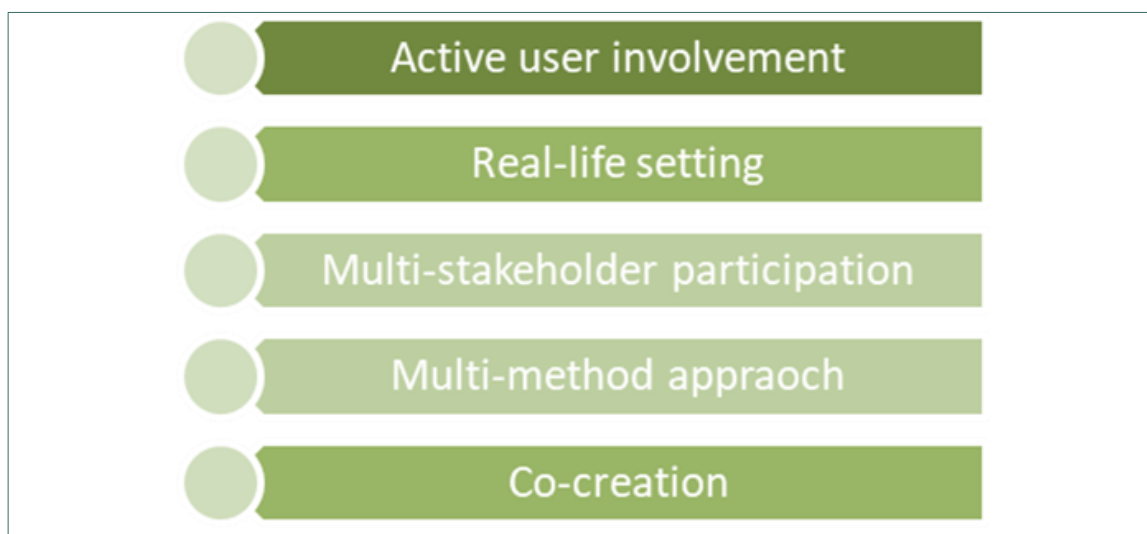 Active user involvement
Real-life setting
Multi-stakeholder participation
Multi-method appraoch
Co-creation